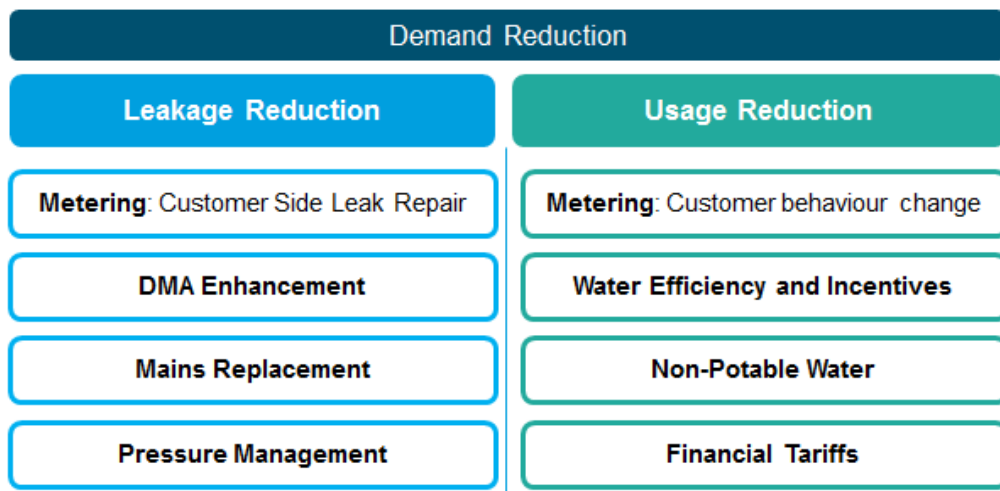 Demand Reduction
Leakage Reduction
Usage Reduction
Metering: Customer Side Leak Repair
Metering: Customer behaviour change
DMA Enhancement
Water Efficiency and Incentives
Mains Replacement
Non-Potable Water
Pressure Management
Financial Tariffs